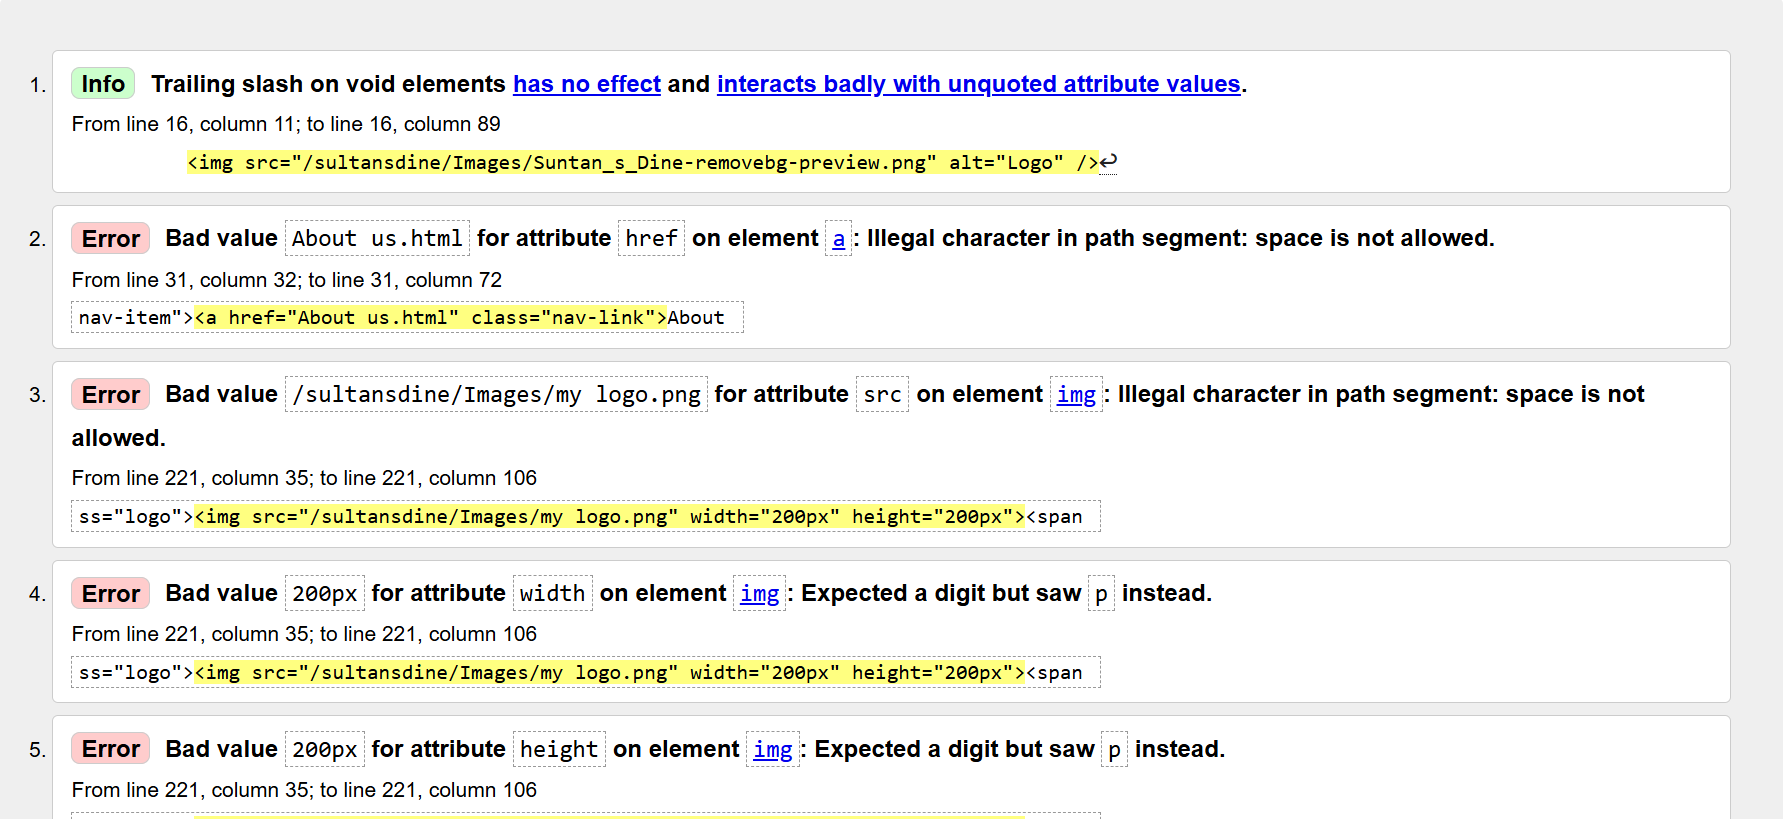 1. Info Trailing slash on void elements has no effect and interacts badly with unquoted attribute values.
From line 16, column 11; to line 16, column 89
<img src="/sultansdine/Images/Suntan_s_Dine-removebg-preview.png" alt="Logo" />↩
2. Error Bad value About us.html for attribute href on element a: Illegal character in path segment: space is not allowed.
From line 31, column 32; to line 31, column 72
nav-item"><a href="About us.html" class="nav-link">About
3. Error Bad value /sultansdine/Images/my logo.png for attribute src on element img: Illegal character in path segment: space is not
allowed.
From line 221, column 35; to line 221, column 106
ss="logo"><img src="/sultansdine/Images/my logo.png" width="200px" height="200px"><span
4. Error Bad value 200px for attribute width on element img: Expected a digit but saw p instead.
From line 221, column 35; to line 221, column 106
ss="logo"><img src="/sultansdine/Images/my logo.png" width="200px" height="200px"><span
5. Error Bad value 200px for attribute height on element img: Expected a digit but saw p instead.
From line 221, column 35; to line 221, column 106